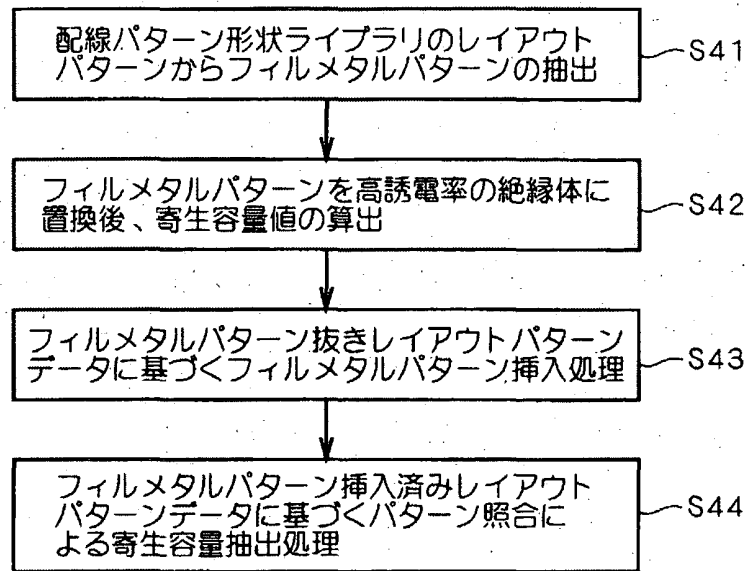 配線パターン形状ライブラリのレイアウト
パターンからフィルメタルパターンの抽出
S41
フィルメタルパターンを高誘電率の絶縁体に
置換後、寄生容量値の算出
S42
フィルメタルパターン抜きレイアウトパターン
データに基づくフィルメタルパターン挿入処理
S43
フィルメタルパターン挿入済みレイアウト
パターンデータに基づくパターン照合に
よる寄生容量抽出処理
S44